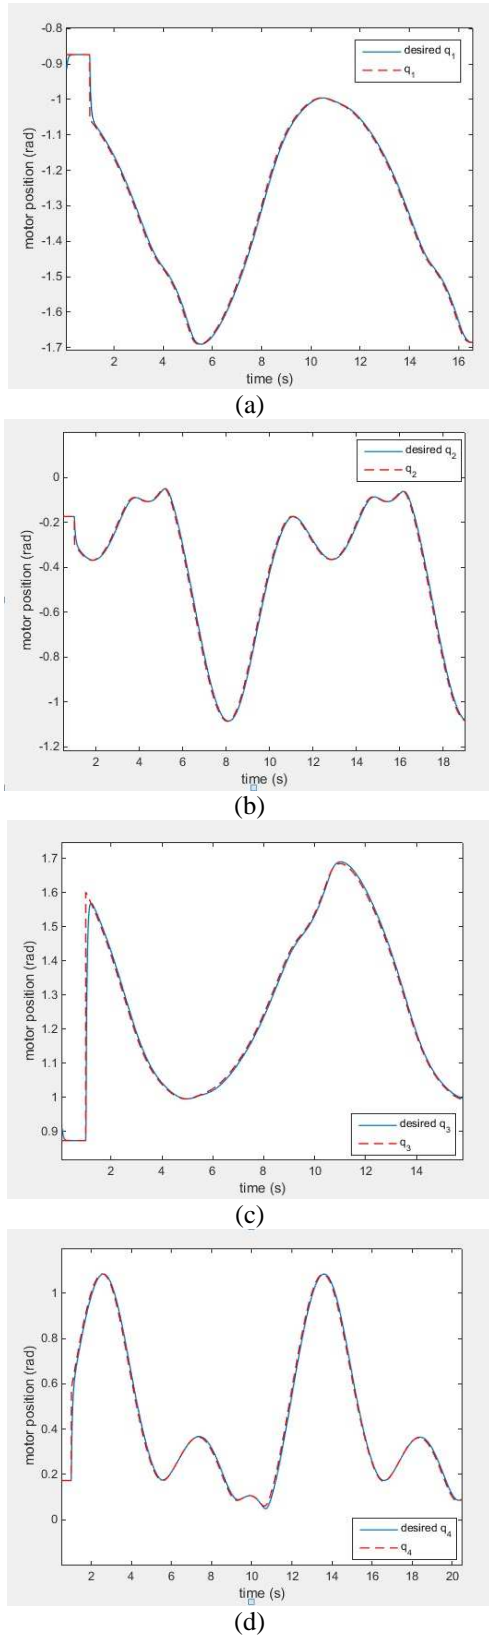 -0.8
desired q1
q1
-0.9
-1
-1.1
-1.2
-1.3
-1.4
-1.5
-1.6
-1.7
motor position (rad)
2 4 6 8 10 12 14 16
time (s)
(a)
desired q2
q2
0
-0.2
-0.4
-0.6
-0.8
-1
-1.2
motor position (rad)
2 4 6 8 10 12 14 16 18
time (s)
(b)
1.7
1.6
1.5
1.4
1.3
1.2
1.1
1
0.9
motor position (rad)
desired q3
q3
2 4 6 8 10 12 14
time (s)
(c)
1
0.8
0.6
0.4
0.2
0
motor position (rad)
desired q4
q4
2 4 6 8 10 12 14 16 18 20
time (s)
(d)